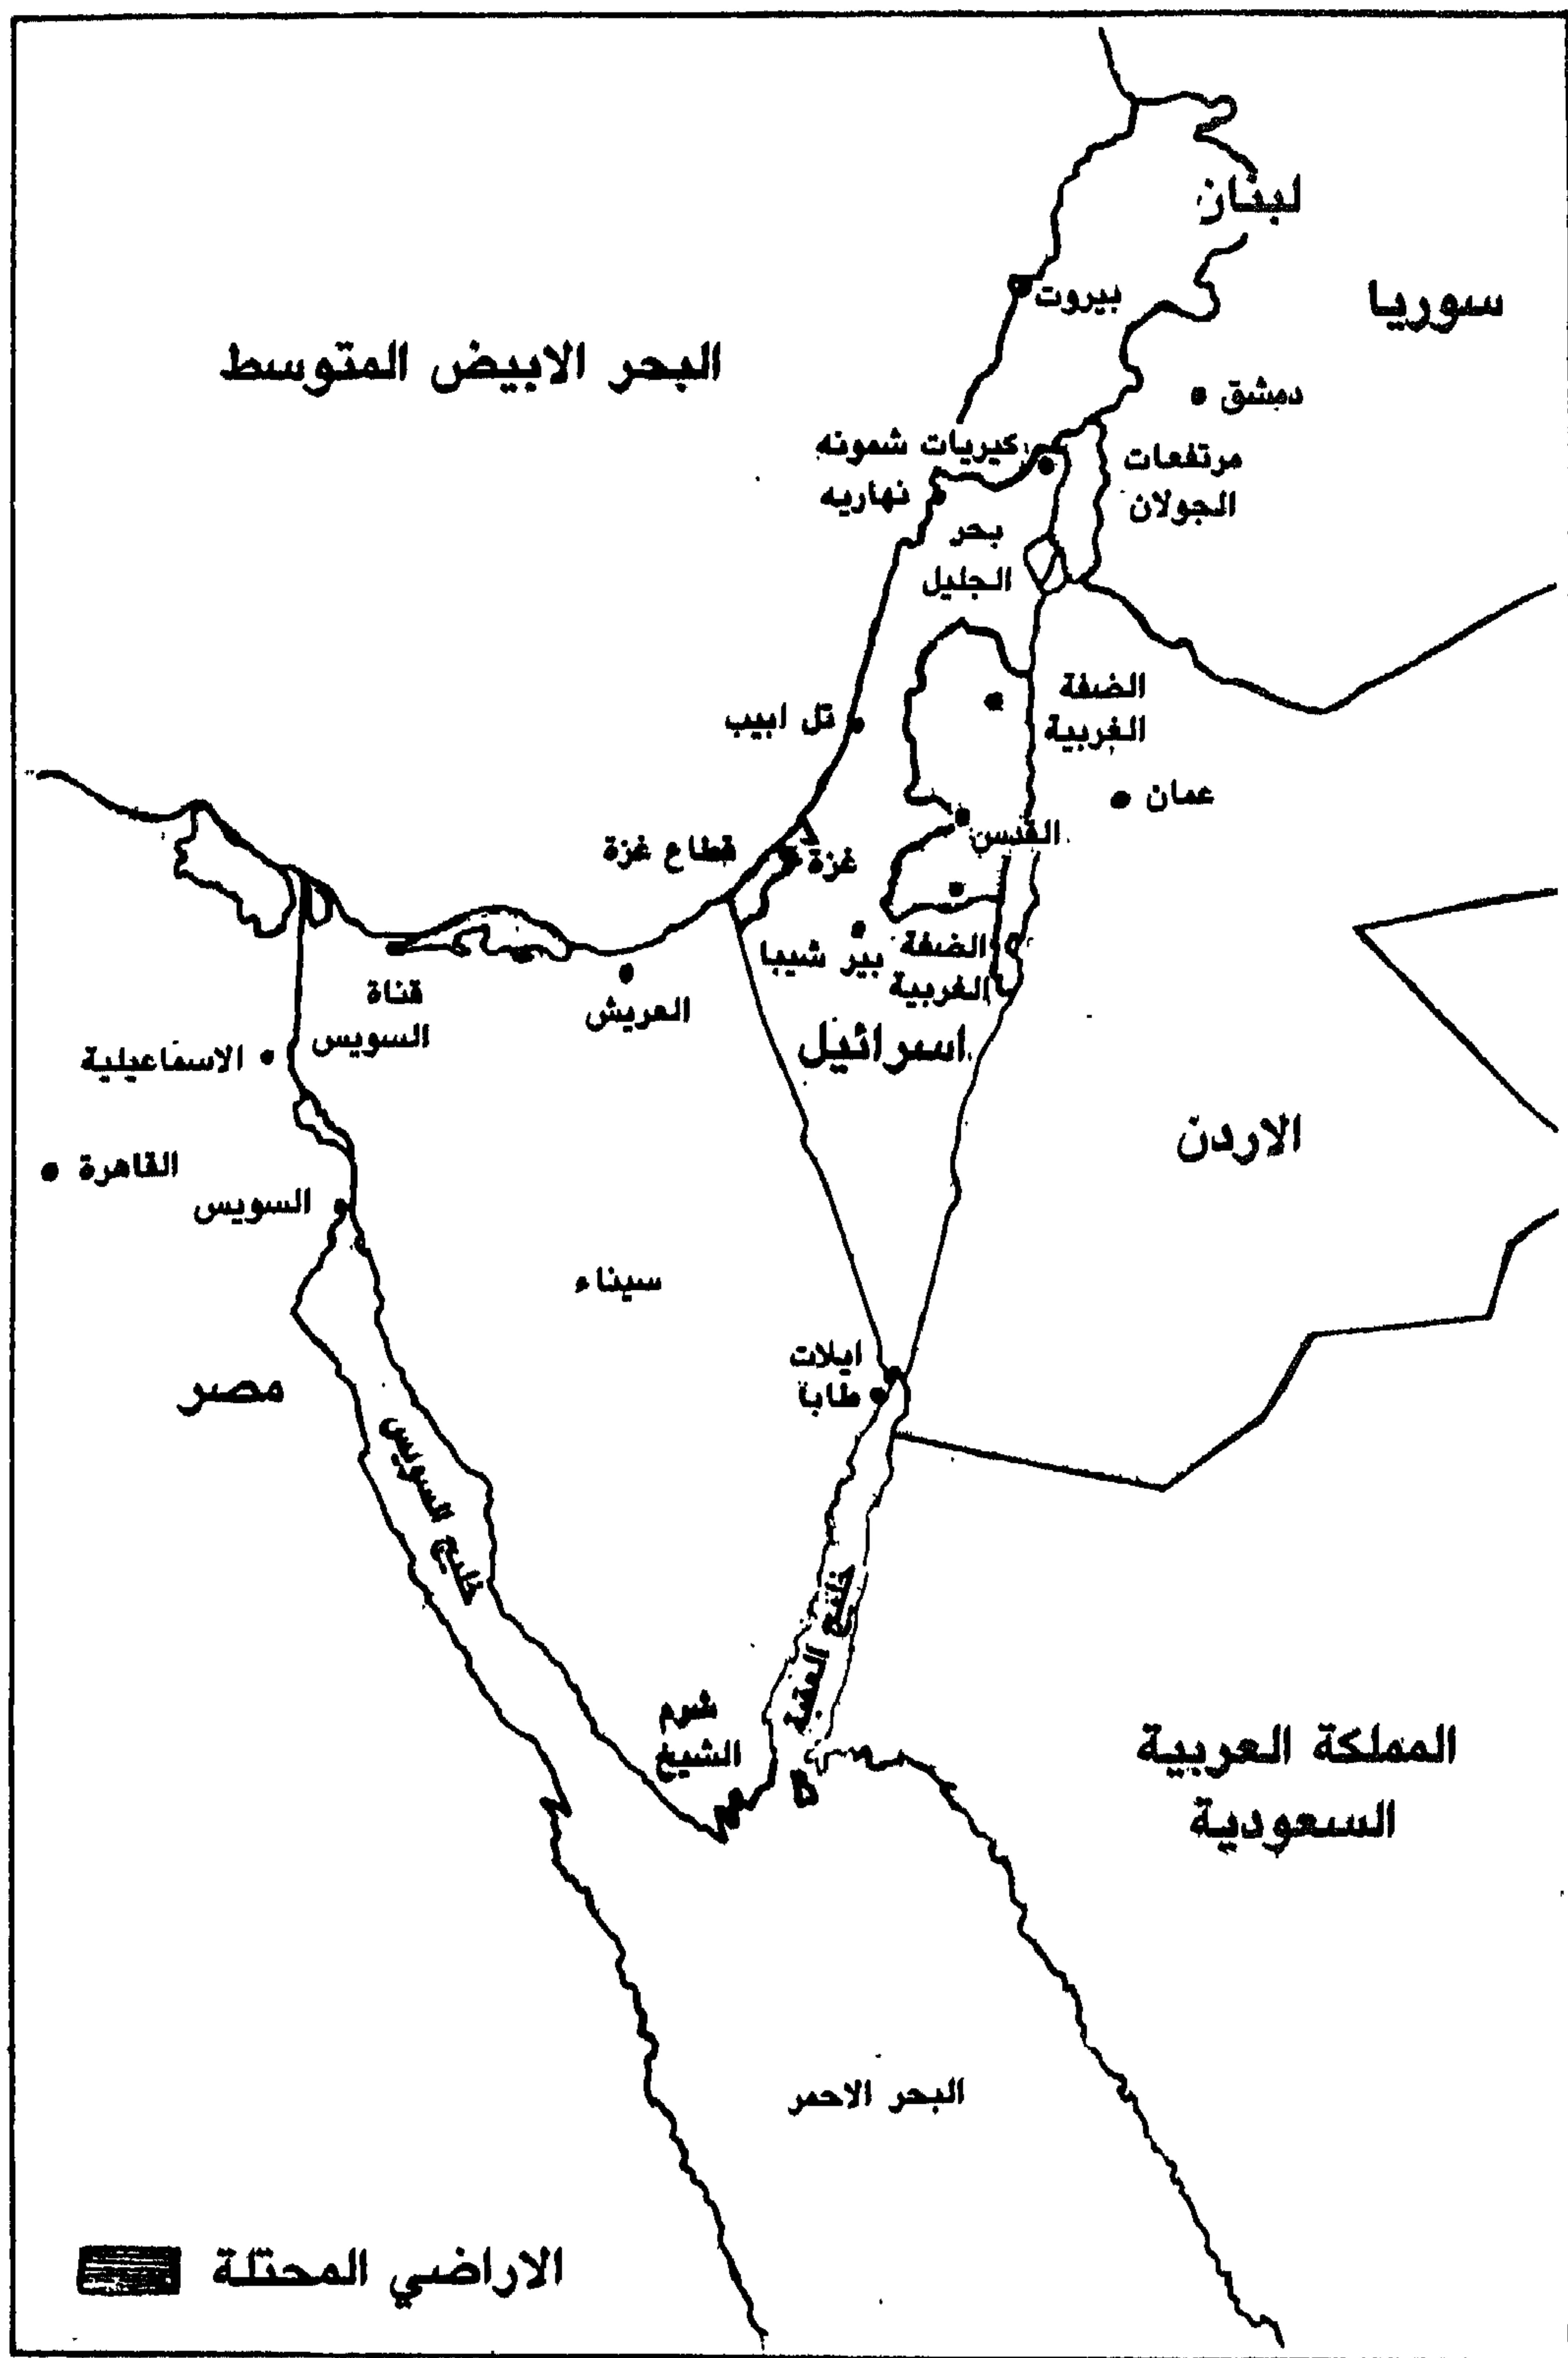 لبنان
سوريا
بيروت
البحر الابيض المتوسط
دمشق
كيريات شمونه
مرتفعات
الجولان
نهاريه
بحر
الجليل
الضفة
الغربية
تل ابيب
عمان
القدس
قطاع غزة
غزة
بير شيبا
الضفة
الغربية
قناة
السويس
العريش
اسرائيل
الاسماعيلية
الاردن
القاهرة
السويس
سيناء
ايلات
طابا
مصر
خليج السويس
خليج العقبة
شرم
الشيخ
المملكة العربية
السعودية
البحر الاحمر
الاراضي المحتلة